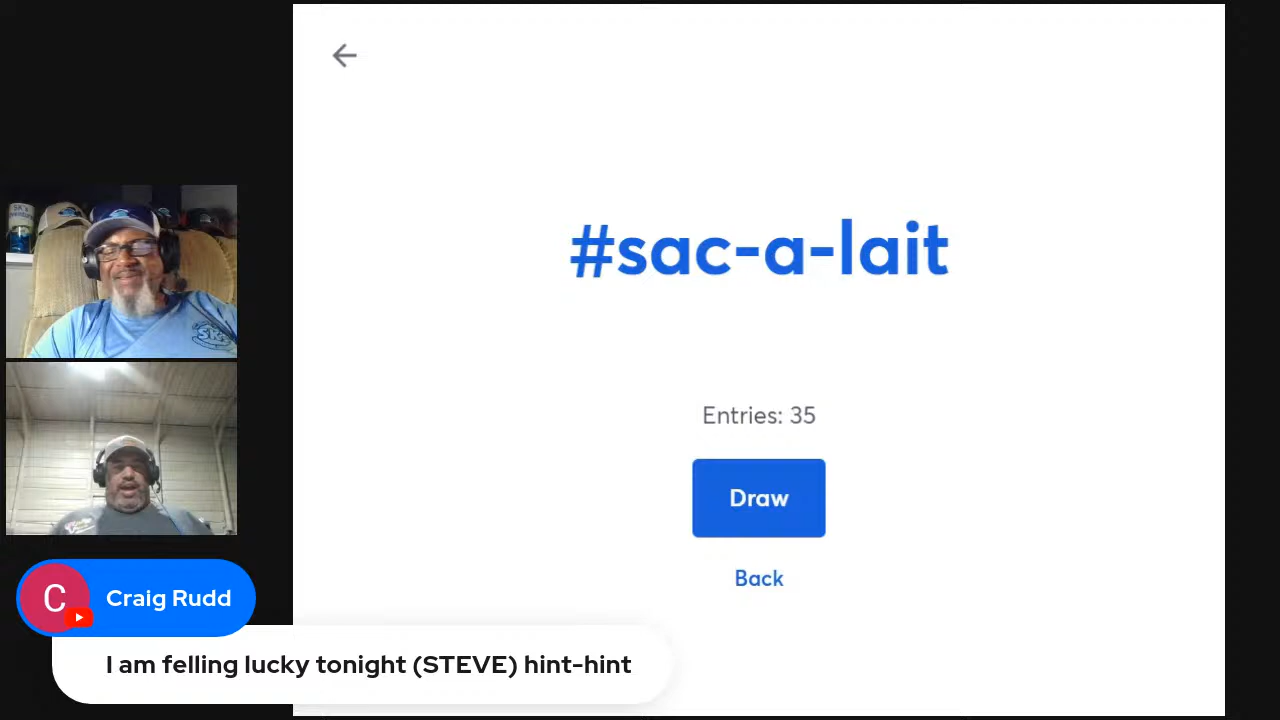 #sac-a-lait
Entries: 35
Draw
Back
C
Craig Rudd
I am felling lucky tonight (STEVE) hint-hint